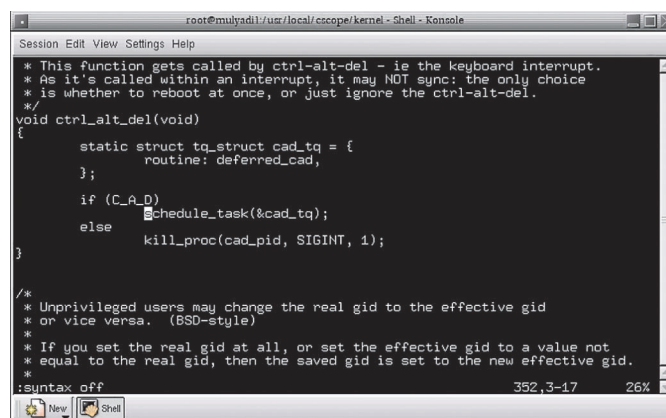 root@mulyadi1:/usr/local/cscope/kernel - Shell - Konsole
Session Edit View Settings Help
 * This function gets called by ctrl-alt-del - ie the keyboard interrupt.
 * As it's called within an interrupt, it may NOT sync: the only choice
 * is whether to reboot at once, or just ignore the ctrl-alt-del.
 */
void ctrl_alt_del(void)
{
        static struct tq_struct cad_tq = {
                routine: deferred_cad,
        };

        if (C_A_D)
                schedule_task(&cad_tq);
        else
                kill_proc(cad_pid, SIGINT, 1);
}

/*
 * Unprivileged users may change the real gid to the effective gid
 * or vice versa.  (BSD-style)
 *
 * If you set the real gid at all, or set the effective gid to a value not
 * equal to the real gid, then the saved gid is set to the new effective gid.
 *
:syntax off 352,3-17 26%
New Shell